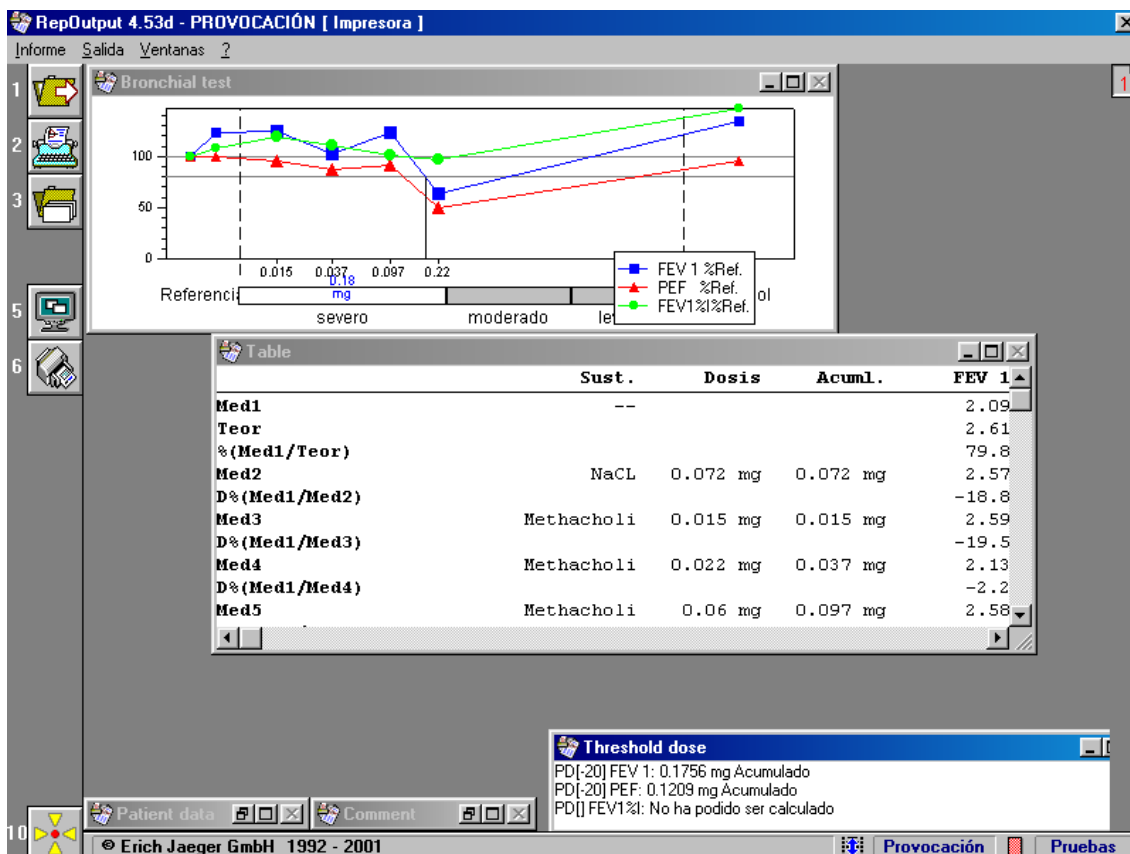 RepOutput 4.53d - PROVOCACIÓN [ Impresora ]
Informe Salida Ventanas ?
1
2
3
5
6
10
1
Bronchial test
100
50
0
0.015 0.037 0.097 0.22
0.18
mg
severo moderado
FEV 1 %Ref.
PEF %Ref.
FEV1%I%Ref.
Table
Sust. Dosis Acuml. FEV 1
Med1 -- 2.09
Teor 2.61
%(Med1/Teor) 79.8
Med2 NaCL 0.072 mg 0.072 mg 2.57
D%(Med1/Med2) -18.8
Med3 Methacholi 0.015 mg 0.015 mg 2.59
D%(Med1/Med3) -19.5
Med4 Methacholi 0.022 mg 0.037 mg 2.13
D%(Med1/Med4) -2.2
Med5 Methacholi 0.06 mg 0.097 mg 2.58
Threshold dose
PD[-20] FEV 1: 0.1756 mg Acumulado
PD[-20] PEF: 0.1209 mg Acumulado
PD[] FEV1%I: No ha podido ser calculado
Patient data Comment
© Erich Jaeger GmbH 1992 - 2001 Provocación Pruebas